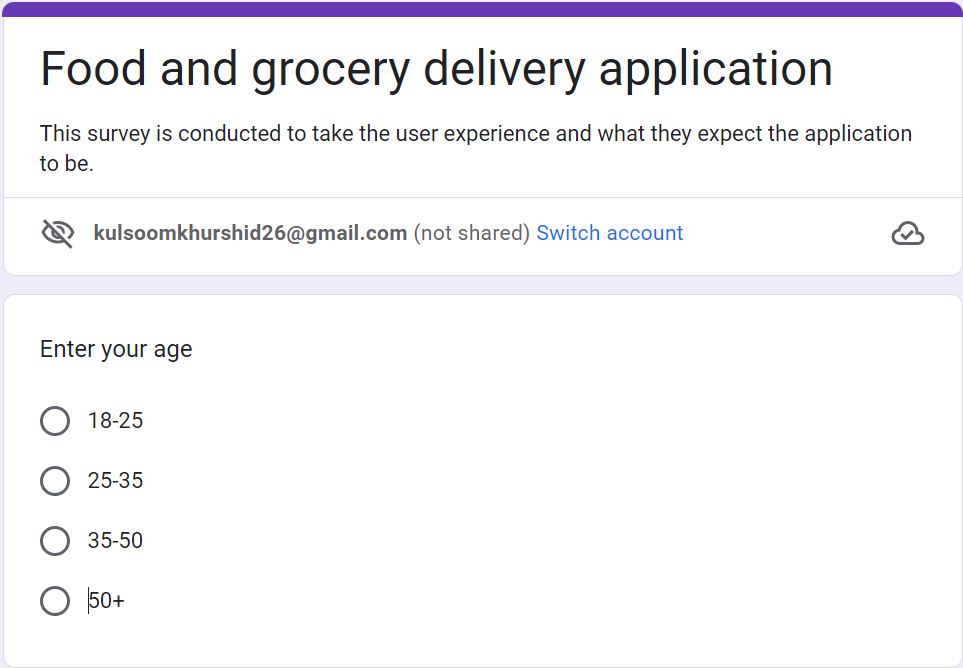 Food and grocery delivery application
This survey is conducted to take the user experience and what they expect the application
to be.
kulsoomkhurshid26@gmail.com (not shared) Switch account
Enter your age
18-25
25-35
35-50
50+